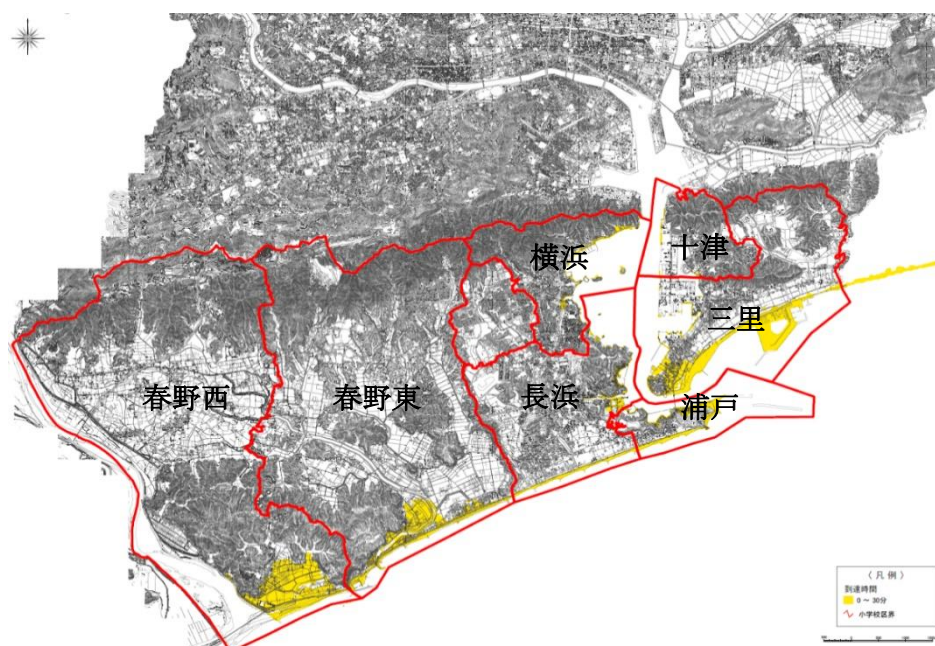 十津
横浜
三里
春野西
春野東
長浜
浦戸
〈凡例〉
到達時間
0～30分
小学校区界